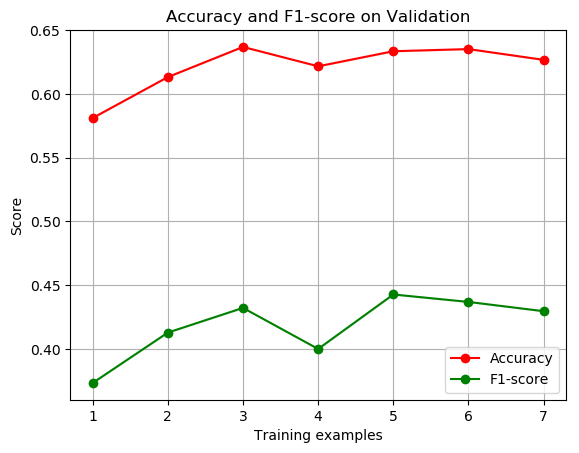 Accuracy and F1-score on Validation
0.65
0.60
0.55
0.50
0.45
0.40
Score
1 2 3 4 5 6 7
Training examples
Accuracy
F1-score